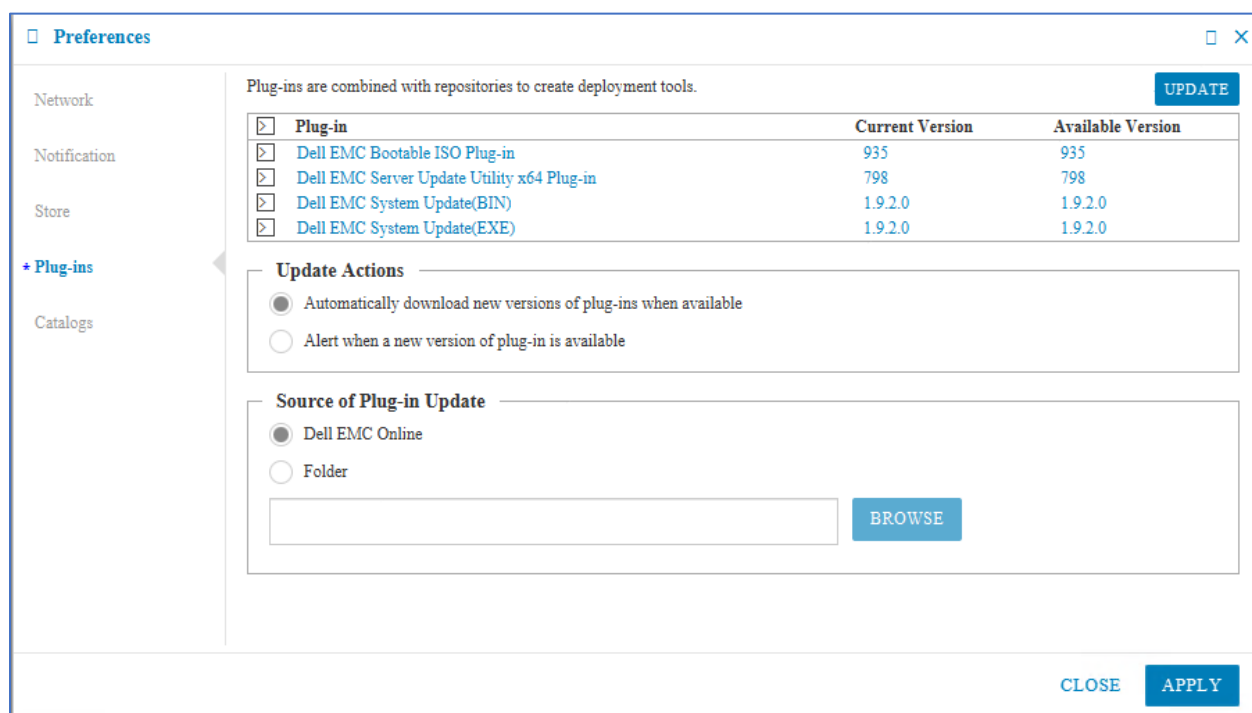 Preferences
Network
Notification
Store
* Plug-ins
Catalogs
Plug-ins are combined with repositories to create deployment tools.
UPDATE
Plug-in Current Version Available Version
Dell EMC Bootable ISO Plug-in 935 935
Dell EMC Server Update Utility x64 Plug-in 798 798
Dell EMC System Update(BIN) 1.9.2.0 1.9.2.0
Dell EMC System Update(EXE) 1.9.2.0 1.9.2.0
Update Actions
Automatically download new versions of plug-ins when available
Alert when a new version of plug-in is available
Source of Plug-in Update
Dell EMC Online
Folder
BROWSE
CLOSE APPLY